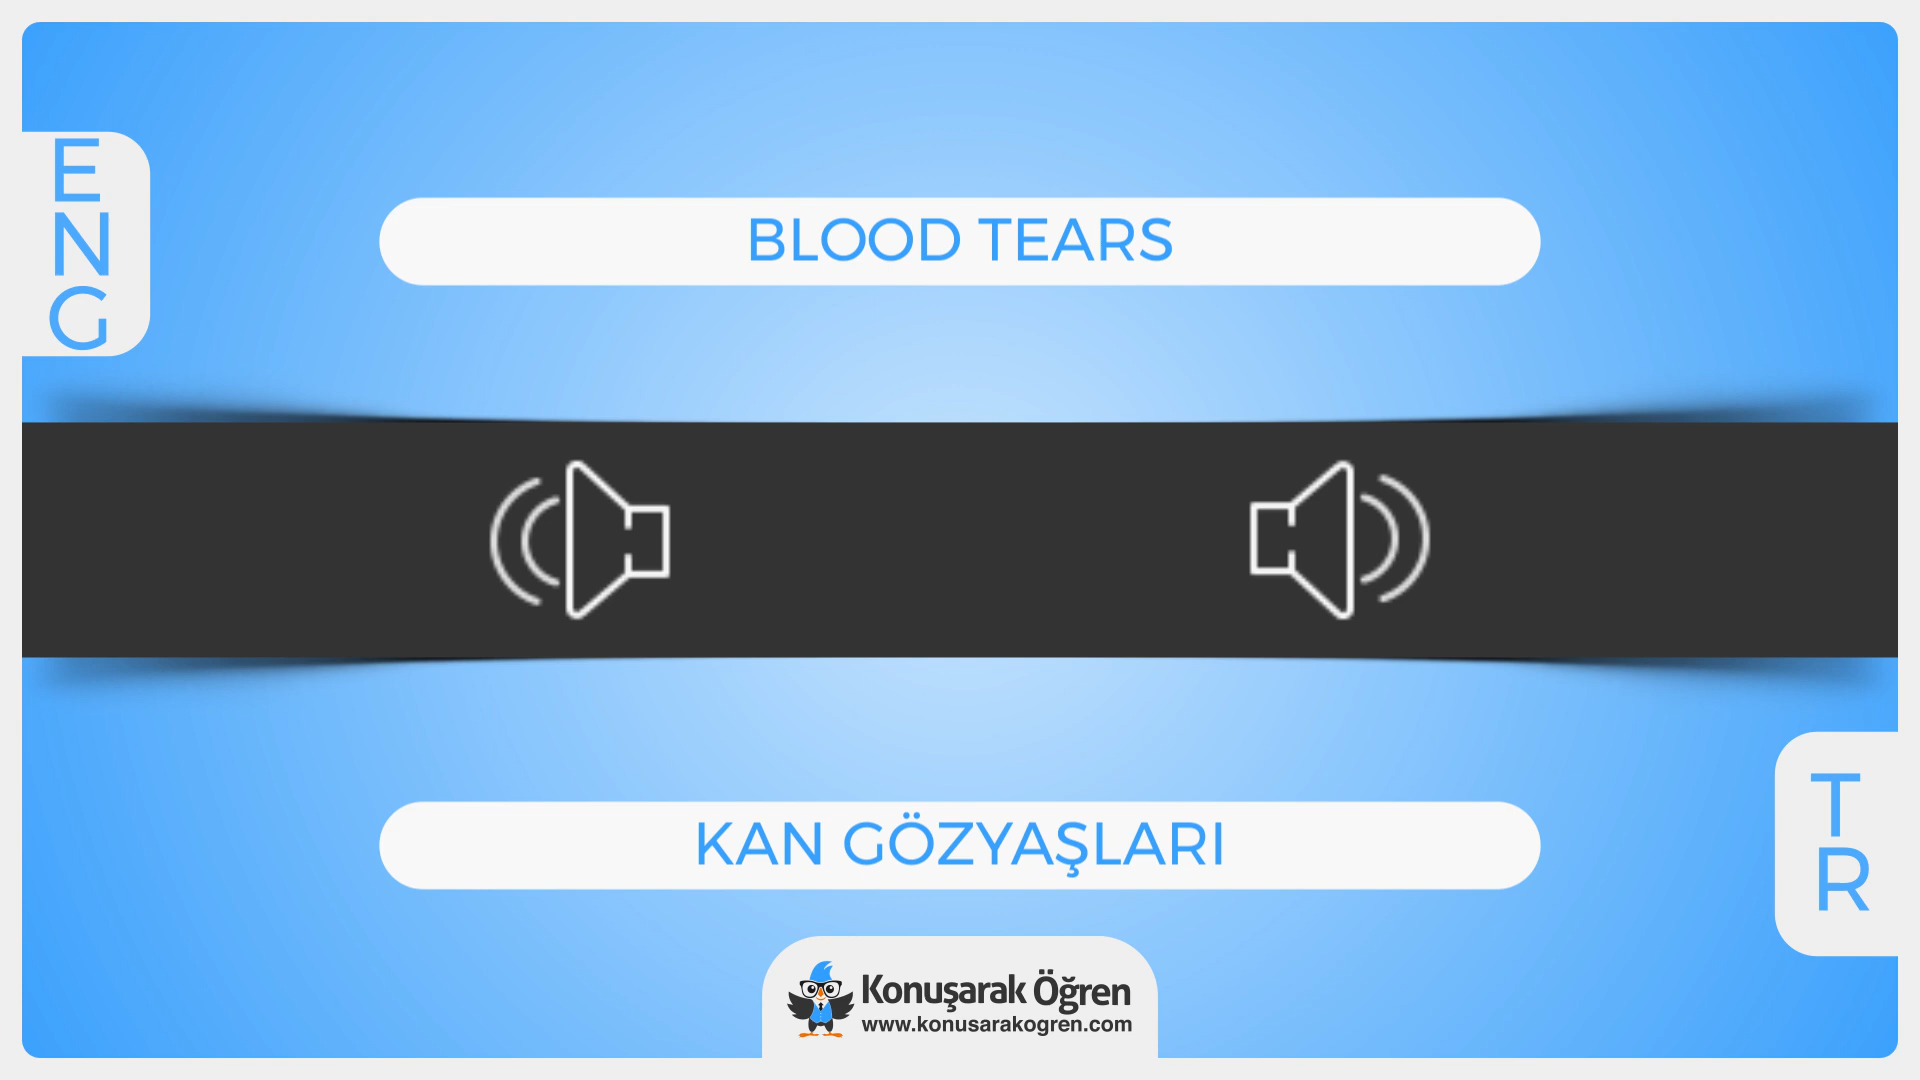 ENG
BLOOD TEARS
KAN GÖZYAŞLARI
TR
Konuşarak Öğren
www.konusarakogren.com